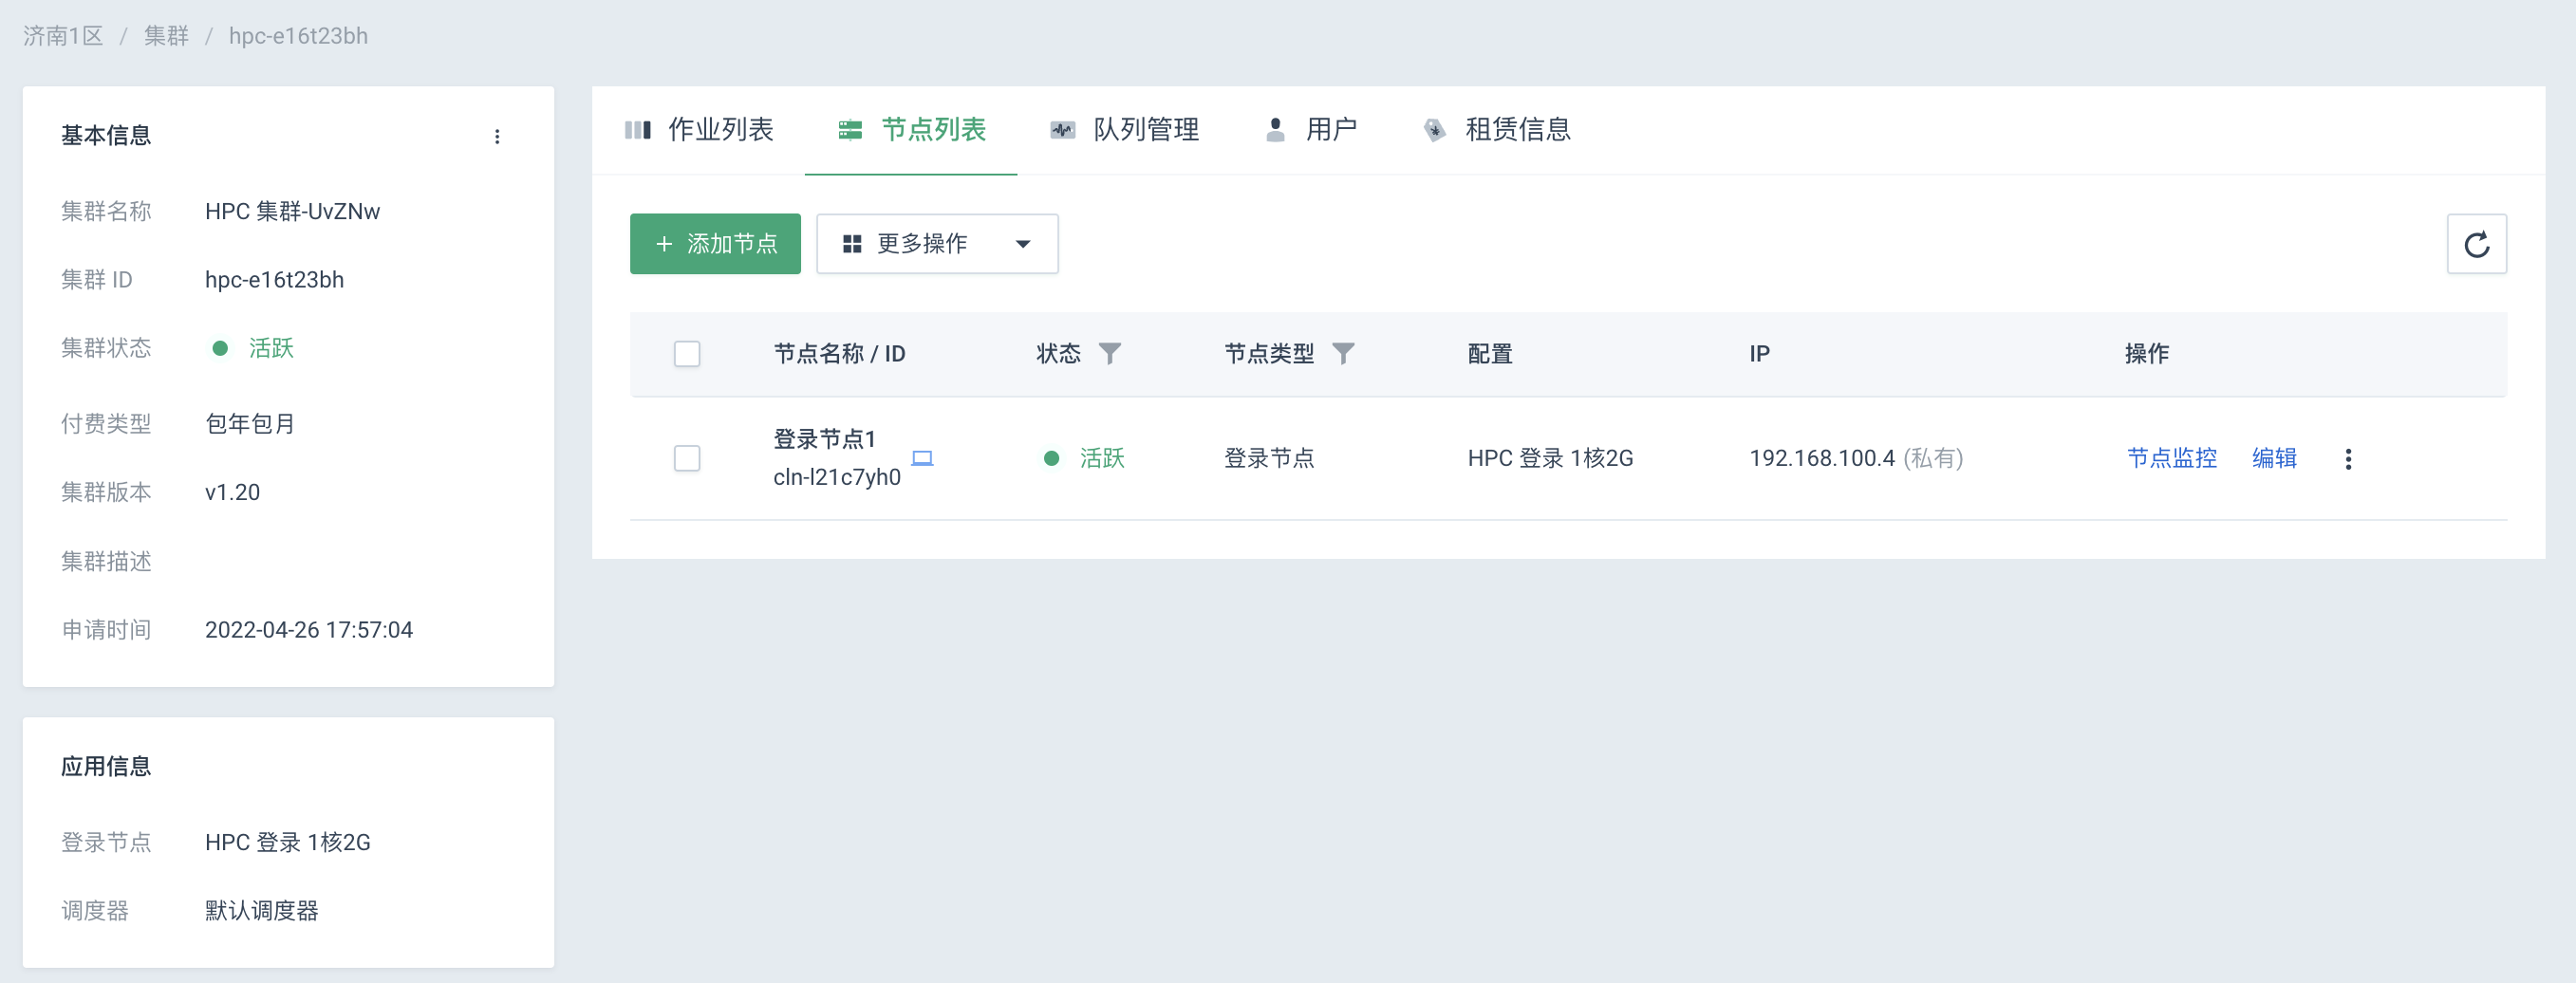 济南1区 / 集群 / hpc-e16t23bh
基本信息
集群名称 HPC 集群-UvZNw
集群 ID hpc-e16t23bh
集群状态 活跃
付费类型 包年包月
集群版本 v1.20
集群描述
申请时间 2022-04-26 17:57:04
应用信息
登录节点 HPC 登录 1核2G
调度器 默认调度器
作业列表 节点列表 队列管理 用户 租赁信息
+ 添加节点 更多操作
节点名称 / ID 状态 节点类型 配置 IP 操作
登录节点1
cln-l21c7yh0 活跃 登录节点 HPC 登录 1核2G 192.168.100.4 (私有) 节点监控 编辑